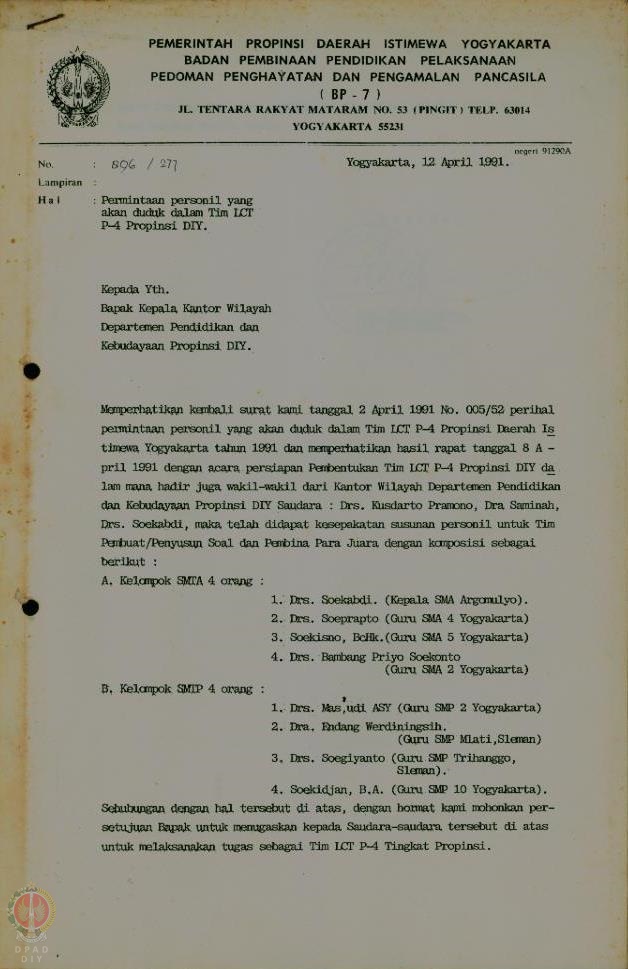 PEMERINTAH PROPINSI DAERAH ISTIMEWA YOGYAKARTA
BADAN PEMBINAAN PENDIDIKAN PELAKSANAAN
PEDOMAN PENGHAYATAN DAN PENGAMALAN PANCASILA
( BP - 7 )
JL. TENTARA RAKYAT MATARAM NO. 53 (PINGIT) TELP. 63014
YOGYAKARTA 55231
negeri 91290A
No. : 896 / 277
Yogyakarta, 12 April 1991.
Lampiran :
Hal : Permintaan personil yang
akan duduk dalam Tim LCT
P-4 Propinsi DIY.
Kepada Yth.
Bapak Kepala Kantor Wilayah
Departemen Pendidikan dan
Kebudayaan Propinsi DIY.
Memperhatikan kembali surat kami tanggal 2 April 1991 No. 005/52 perihal
permintaan personil yang akan duduk dalam Tim LCT P-4 Propinsi Daerah Is
timewa Yogyakarta tahun 1991 dan memperhatikan hasil rapat tanggal 8 A -
pril 1991 dengan acara persiapan Pembentukan Tim LCT P-4 Propinsi DIY da
lam mana hadir juga wakil-wakil dari Kantor Wilayah Departemen Pendidikan
dan Kebudayaan Propinsi DIY Saudara : Drs. Kusdarto Pramono, Dra Saminah,
Drs. Soekabdi, maka telah didapat kesepakatan susunan personil untuk Tim
Pembuat/Penyusun Soal dan Pembina Para Juara dengan komposisi sebagai
berikut :
A. Kelompok SMTA 4 orang :
1. Drs. Soekabdi. (Kepala SMA Argomulyo).
2. Drs. Soeprapto (Guru SMA 4 Yogyakarta)
3. Soekisno, BcHk.(Guru SMA 5 Yogyakarta)
4. Drs. Bambang Priyo Soekonto
(Guru SMA 2 Yogyakarta)
B. Kelompok SMTP 4 orang :
1. Drs. Mas,udi ASY (Guru SMP 2 Yogyakarta)
2. Dra. Endang Werdiningsih.
(Guru SMP Mlati,Sleman)
3. Drs. Soegiyanto (Guru SMP Trihanggo,
Sleman).
4. Soekidjan, B.A. (Guru SMP 10 Yogyakarta).
Sehubungan dengan hal tersebut di atas, dengan hormat kami mohonkan per-
setujuan Bapak untuk menugaskan kepada Saudara-saudara tersebut di atas
untuk melaksanakan tugas sebagai Tim LCT P-4 Tingkat Propinsi.
DPAD
DIY